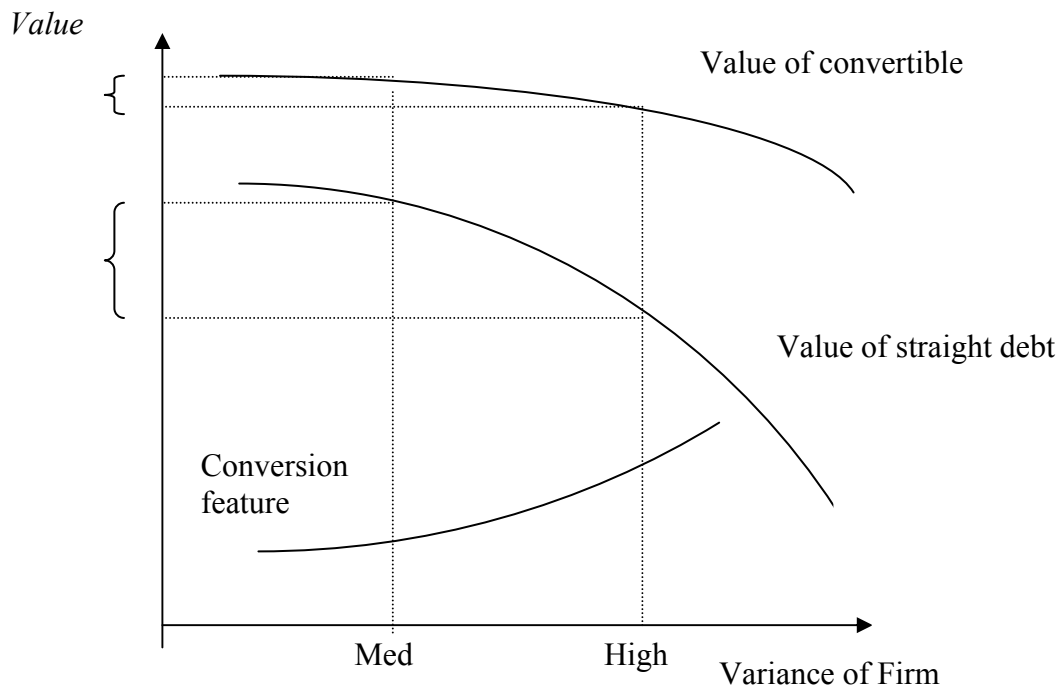 Value
Value of convertible
Value of straight debt
Conversion
feature
Med
High
Variance of Firm